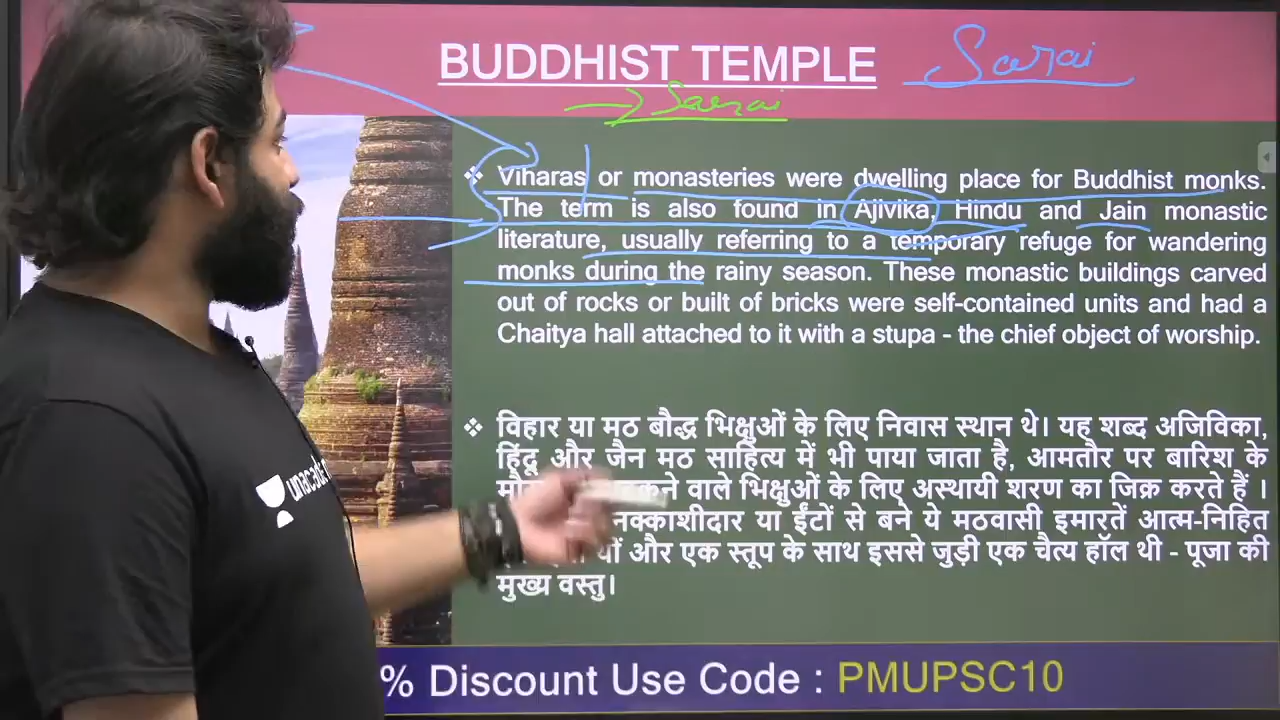 BUDDHIST TEMPLE
Sarai
Sarai
❖ Viharas or monasteries were dwelling place for Buddhist monks.
The term is also found in Ajivika, Hindu and Jain monastic
literature, usually referring to a temporary refuge for wandering
monks during the rainy season. These monastic buildings carved
out of rocks or built of bricks were self-contained units and had a
Chaitya hall attached to it with a stupa - the chief object of worship.
❖ विहार या मठ बौद्ध भिक्षुओं के लिए निवास स्थान थे। यह शब्द अजिविका,
हिंदू और जैन मठ साहित्य में भी पाया जाता है, आमतौर पर बारिश के
वाले भिक्षुओं के लिए अस्थायी शरण का जिक्र करते हैं ।
नक्काशीदार या ईंटों से बने ये मठवासी इमारतें आत्म-निहित
और एक स्तूप के साथ इससे जुड़ी एक चैत्य हॉल थी - पूजा की
मुख्य वस्तु।
unacade
% Discount Use Code : PMUPSC10